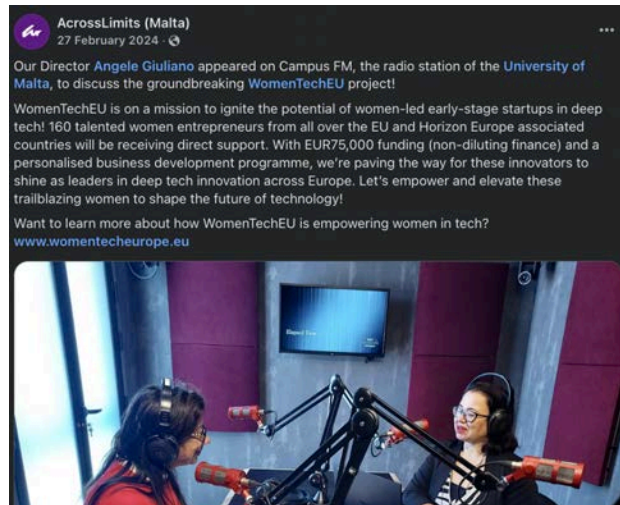 AcrossLimits (Malta)
27 February 2024 ·
Our Director Angele Giuliano appeared on Campus FM, the radio station of the University of
Malta, to discuss the groundbreaking WomenTechEU project!
WomenTechEU is on a mission to ignite the potential of women-led early-stage startups in deep
tech! 160 talented women entrepreneurs from all over the EU and Horizon Europe associated
countries will be receiving direct support. With EUR75,000 funding (non-diluting finance) and a
personalised business development programme, we're paving the way for these innovators to
shine as leaders in deep tech innovation across Europe. Let's empower and elevate these
trailblazing women to shape the future of technology!
Want to learn more about how WomenTechEU is empowering women in tech?
www.womentecheurope.eu